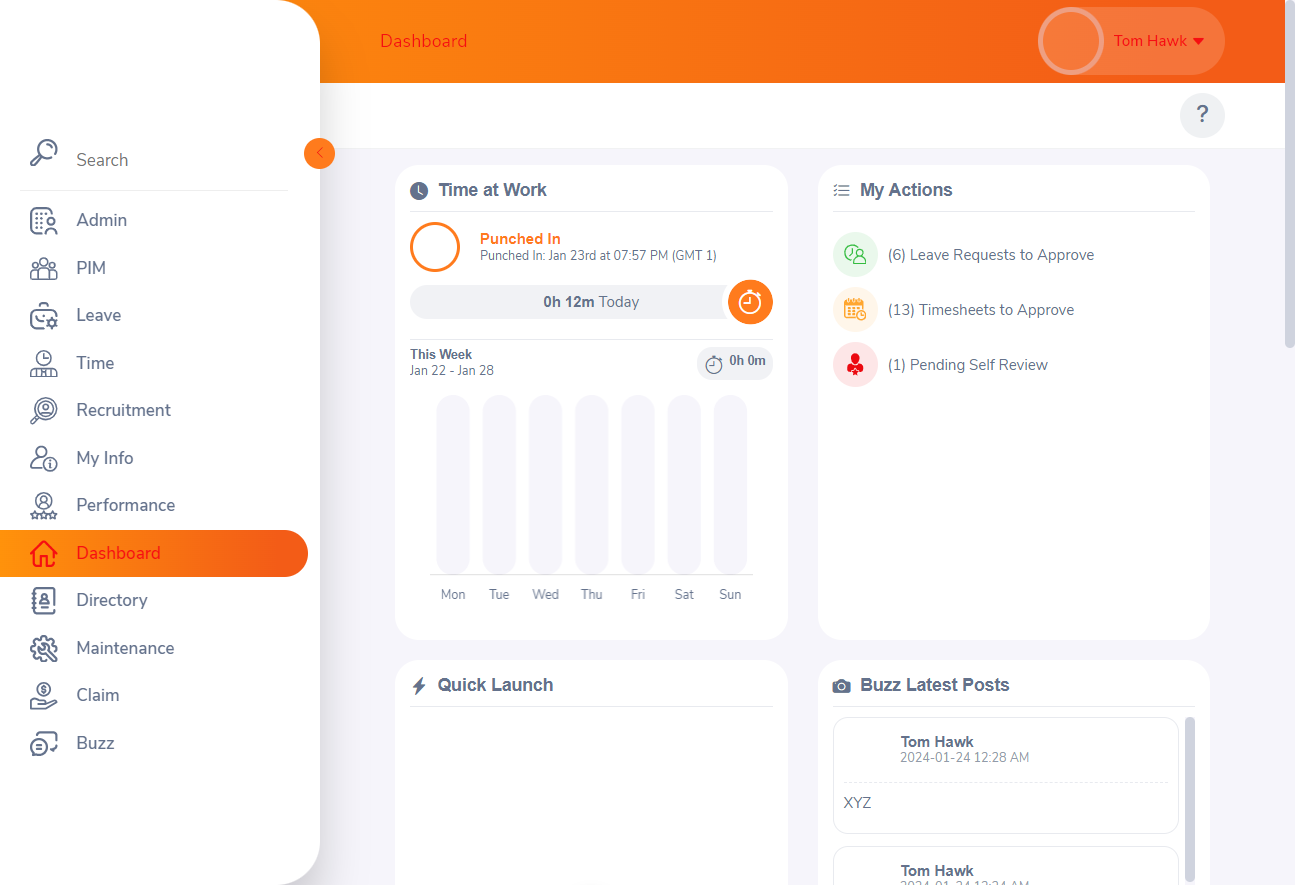 Dashboard
Tom Hawk
?
Search
Admin
PIM
Leave
Time
Recruitment
My Info
Performance
Dashboard
Directory
Maintenance
Claim
Buzz
Time at Work
Punched In
Punched In: Jan 23rd at 07:57 PM (GMT 1)
0h 12m Today
This Week
Jan 22 - Jan 28
0h 0m
Mon Tue Wed Thu Fri Sat Sun
My Actions
(6) Leave Requests to Approve
(13) Timesheets to Approve
(1) Pending Self Review
Quick Launch
Buzz Latest Posts
Tom Hawk
2024-01-24 12:28 AM
XYZ
Tom Hawk